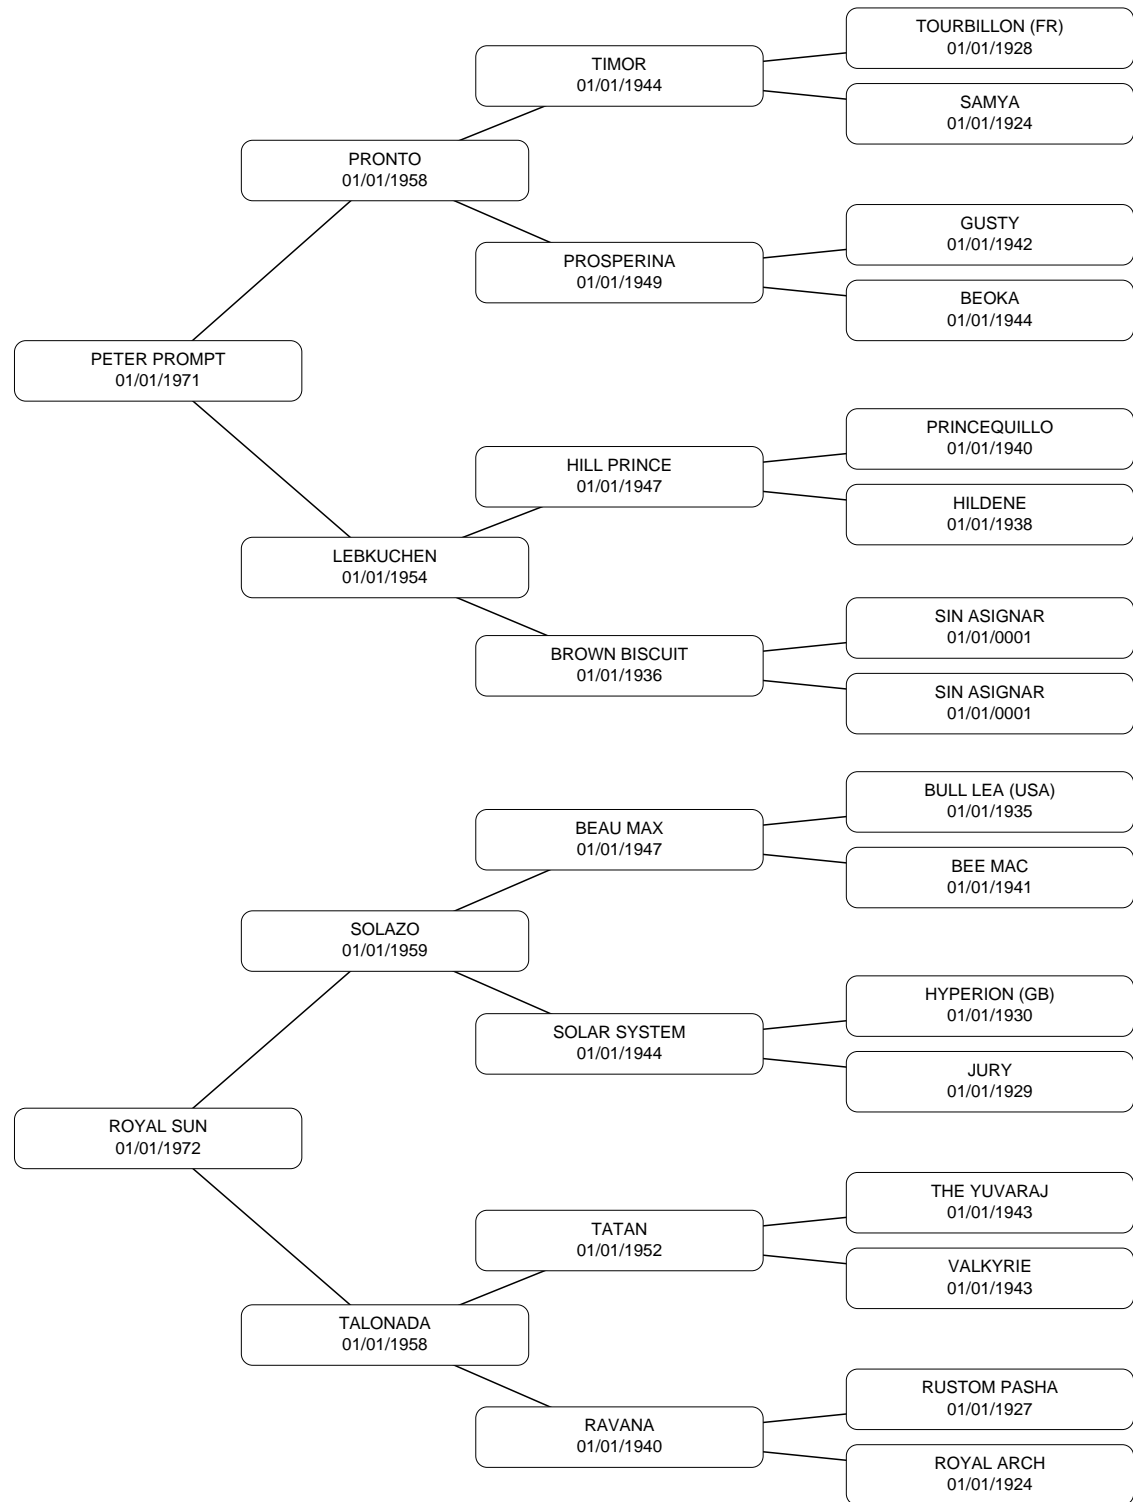 TOURBILLON (FR)
01/01/1928
TIMOR
01/01/1944
SAMYA
01/01/1924
PRONTO
01/01/1958
GUSTY
01/01/1942
PROSPERINA
01/01/1949
BEOKA
01/01/1944
PETER PROMPT
01/01/1971
PRINCEQUILLO
01/01/1940
HILL PRINCE
01/01/1947
HILDENE
01/01/1938
LEBKUCHEN
01/01/1954
SIN ASIGNAR
01/01/0001
BROWN BISCUIT
01/01/1936
SIN ASIGNAR
01/01/0001
BULL LEA (USA)
01/01/1935
BEAU MAX
01/01/1947
BEE MAC
01/01/1941
SOLAZO
01/01/1959
HYPERION (GB)
01/01/1930
SOLAR SYSTEM
01/01/1944
JURY
01/01/1929
ROYAL SUN
01/01/1972
THE YUVARAJ
01/01/1943
TATAN
01/01/1952
VALKYRIE
01/01/1943
TALONADA
01/01/1958
RUSTOM PASHA
01/01/1927
RAVANA
01/01/1940
ROYAL ARCH
01/01/1924